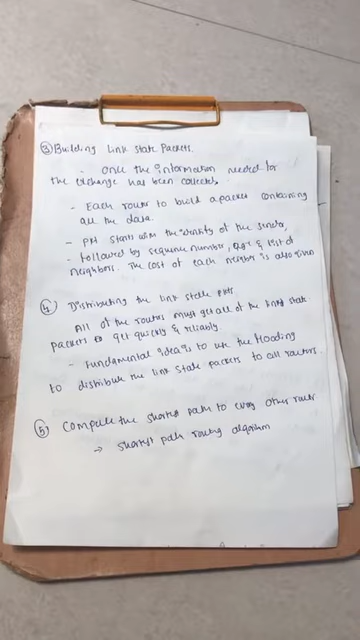 ③ Building link state packets.
- Once the information needed for
the exchange has been collected,
- Each router to build a packet containing
all the data.
- Pkt starts with the identity of the sender,
- followed by sequence number, age & list of
neighbors. The cost of each neighbor is also given
④ Distributing the link state pkts
All of the routers must get all of the link state
packets quickly & reliably.
- Fundamental idea is to use the flooding
to distribute the link state packets to all routers.
⑤ Compute the shortest path to every other router
→ shortest path routing algorithm